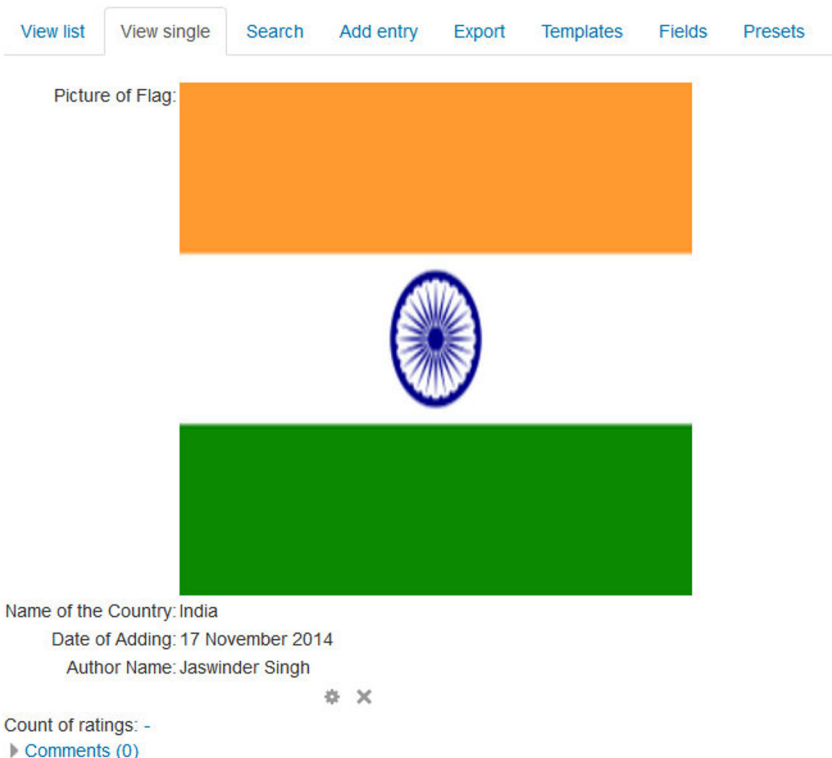 View list View single Search Add entry Export Templates Fields Presets
Picture of Flag:
Name of the Country: India
Date of Adding: 17 November 2014
Author Name: Jaswinder Singh
Count of ratings: -
Comments (0)